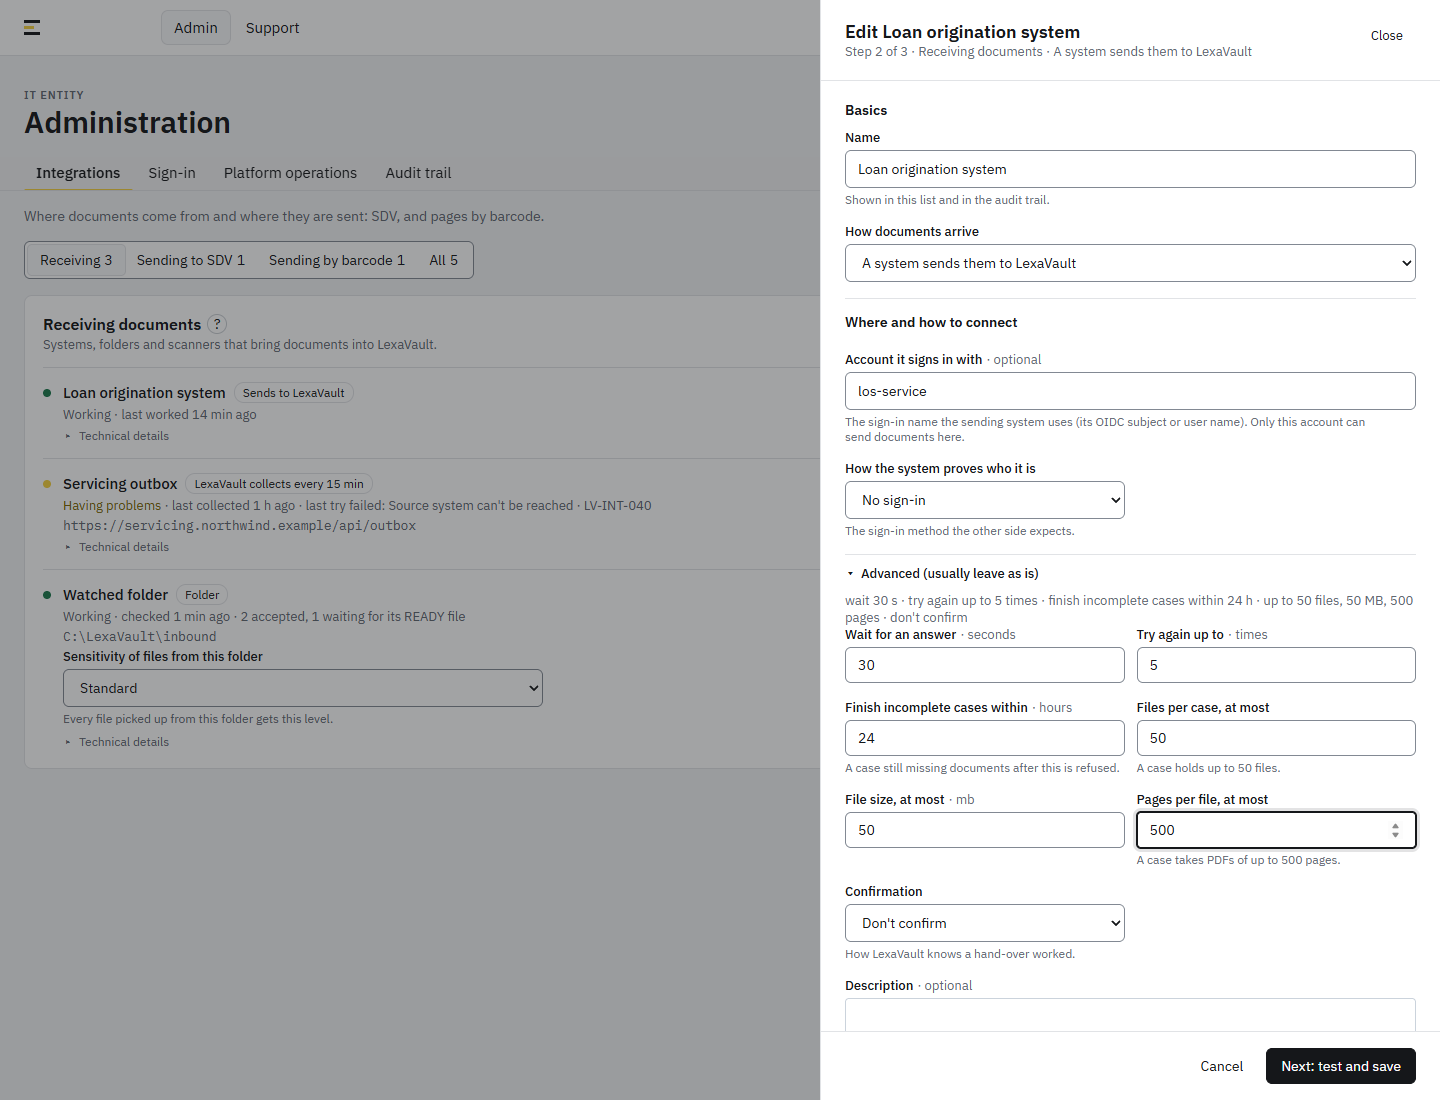 Admin
Support
IT ENTITY
Administration
Integrations
Sign-in
Platform operations
Audit trail
Where documents come from and where they are sent: SDV, and pages by barcode.
Receiving 3
Sending to SDV 1
Sending by barcode 1
All 5
Receiving documents ?
Systems, folders and scanners that bring documents into LexaVault.
Loan origination system
Sends to LexaVault
Working · last worked 14 min ago
Technical details
Servicing outbox
LexaVault collects every 15 min
Having problems · last collected 1 h ago · last try failed: Source system can't be reached · LV-INT-040
https://servicing.northwind.example/api/outbox
Technical details
Watched folder
Folder
Working · checked 1 min ago · 2 accepted, 1 waiting for its READY file
C:\LexaVault\inbound
Sensitivity of files from this folder
Standard
Every file picked up from this folder gets this level.
Technical details
Edit Loan origination system
Close
Step 2 of 3 · Receiving documents · A system sends them to LexaVault
Basics
Name
Loan origination system
Shown in this list and in the audit trail.
How documents arrive
A system sends them to LexaVault
Where and how to connect
Account it signs in with · optional
los-service
The sign-in name the sending system uses (its OIDC subject or user name). Only this account can
send documents here.
How the system proves who it is
No sign-in
The sign-in method the other side expects.
Advanced (usually leave as is)
wait 30 s · try again up to 5 times · finish incomplete cases within 24 h · up to 50 files, 50 MB, 500
pages · don't confirm
Wait for an answer · seconds
Try again up to · times
30
5
Finish incomplete cases within · hours
Files per case, at most
24
50
A case still missing documents after this is refused.
A case holds up to 50 files.
File size, at most · mb
Pages per file, at most
50
500
A case takes PDFs of up to 500 pages.
Confirmation
Don't confirm
How LexaVault knows a hand-over worked.
Description · optional
Cancel
Next: test and save